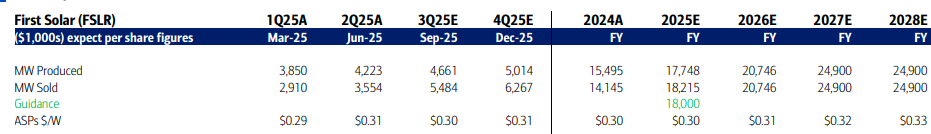 First Solar (FSLR) 1Q25A 2Q25A 3Q25E 4Q25E 2024A 2025E 2026E 2027E 2028E
($1,000s) expect per share figures Mar-25 Jun-25 Sep-25 Dec-25 FY FY FY FY FY
MW Produced 3,850 4,223 4,661 5,014 15,495 17,748 20,746 24,900 24,900
MW Sold 2,910 3,554 5,484 6,267 14,145 18,215 20,746 24,900 24,900
Guidance 18,000
ASPs $/W $0.29 $0.31 $0.30 $0.31 $0.30 $0.30 $0.31 $0.32 $0.33